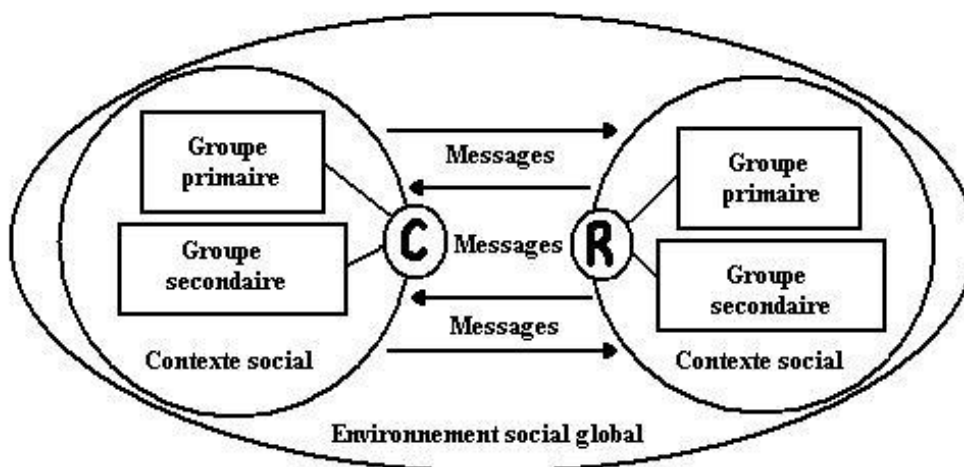 Groupe
primaire
Groupe
secondaire
Contexte social
C
Messages
Messages
Messages
R
Groupe
primaire
Groupe
secondaire
Contexte social
Environnement social global